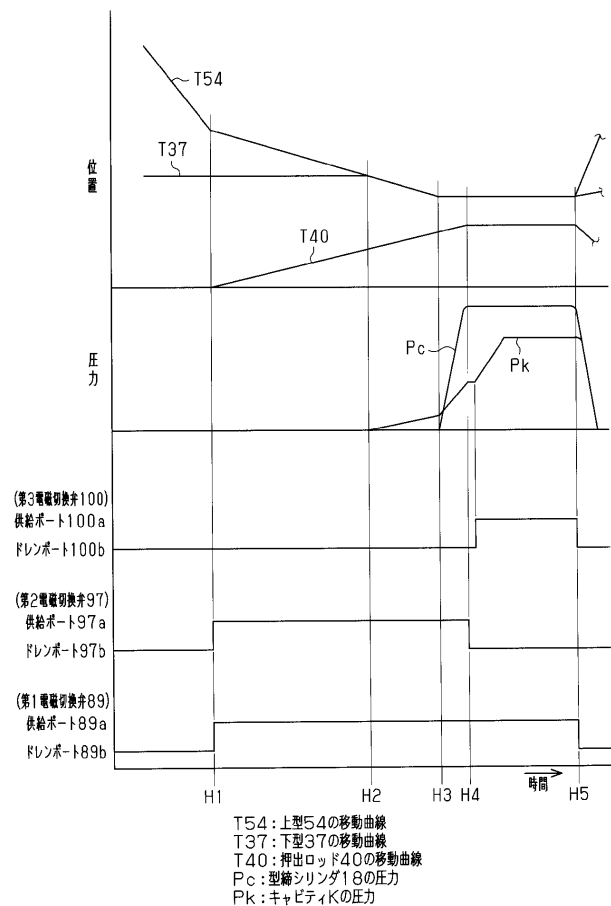 T54
T37
位置
T40
Pc
Pk
圧力
(第3電磁切換弁100)
供給ポート100a
ドレンポート100b
(第2電磁切換弁97)
供給ポート97a
ドレンポート97b
(第1電磁切換弁89)
供給ポート89a
ドレンポート89b
時間
H1 H2 H3 H4 H5
T54:上型54の移動曲線
T37:下型37の移動曲線
T40:押出ロッド40の移動曲線
Pc:型締シリンダ18の圧力
Pk:キャビティKの圧力